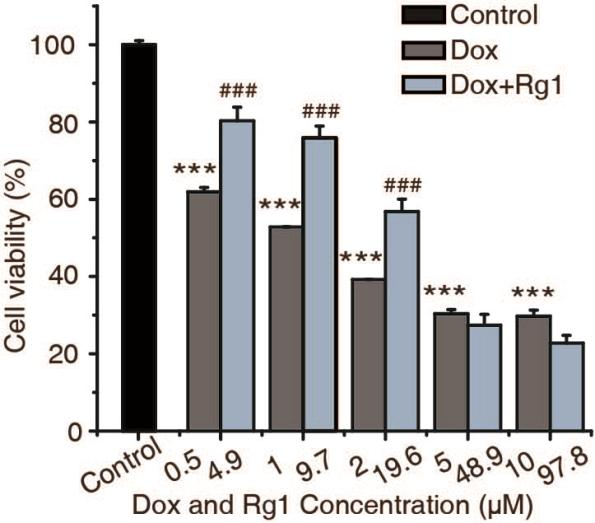 Control
Dox
Dox+Rg1
Cell viability (%)
100
80
60
40
20
0
###
###
###
***
***
***
***
***
Control 0.5 4.9 1 9.7 2 19.6 5 48.9 10 97.8
Dox and Rg1 Concentration (µM)